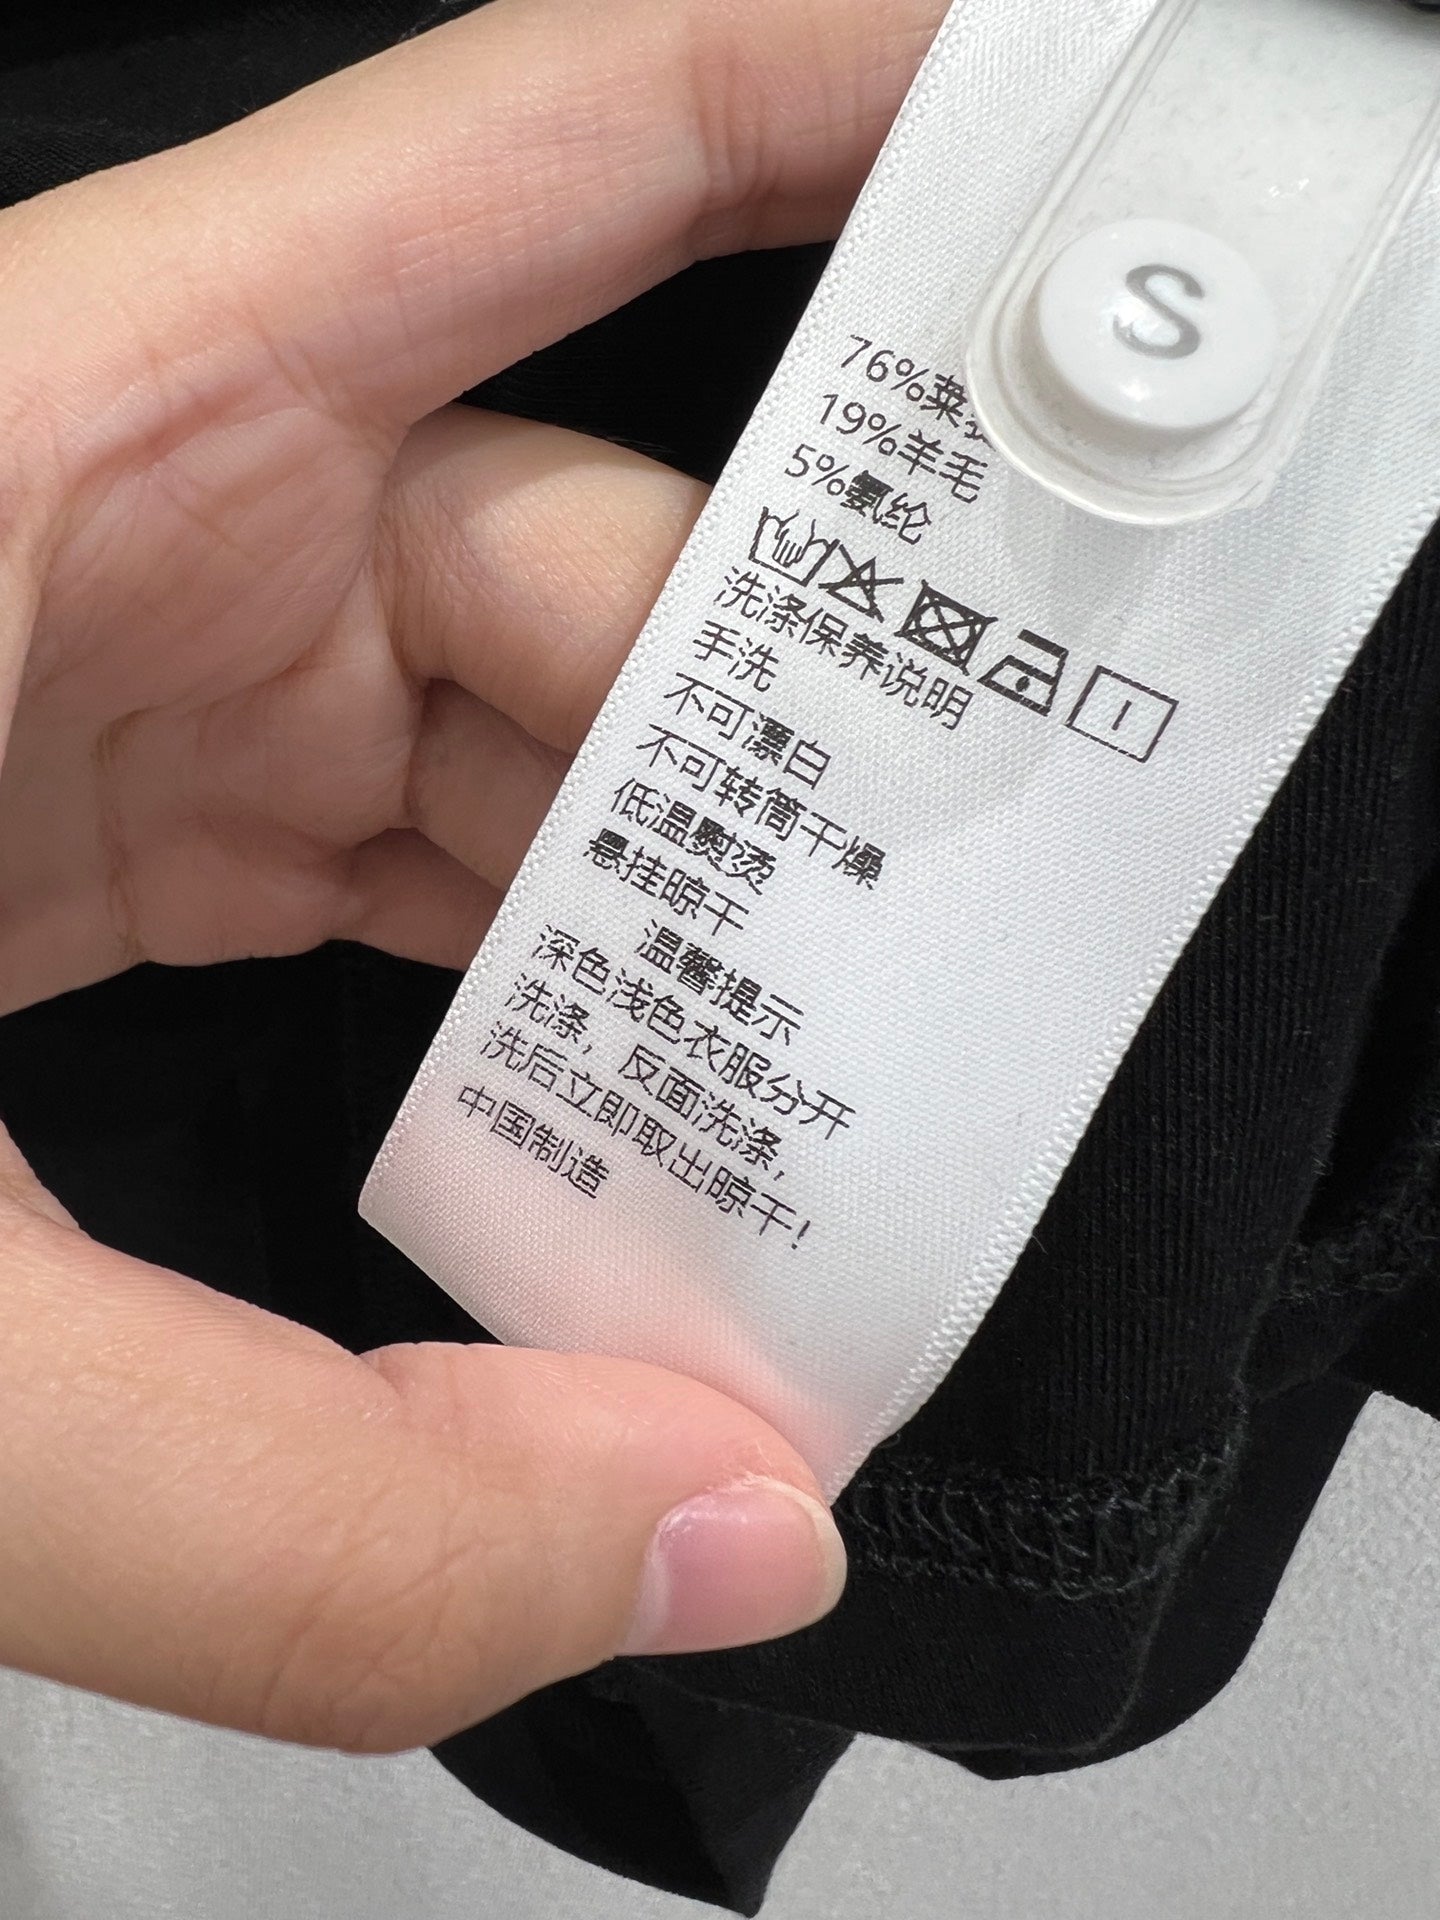 S
76%莱
19%羊毛
5%氨纶
洗涤保养说明
手洗
不可漂白
不可转筒干燥
低温熨烫
悬挂晾干
温馨提示
深色浅色衣服分开
洗涤，反面洗涤，
洗后立即取出晾干！
中国制造